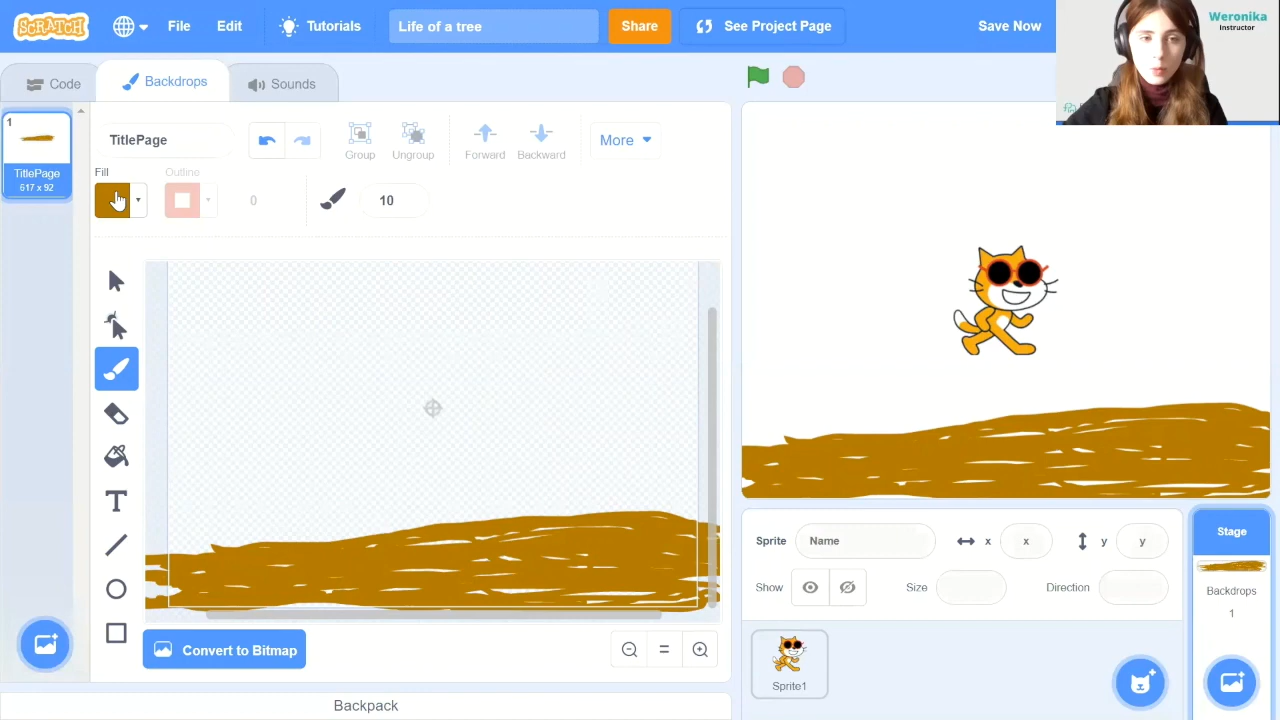 SCRATCH
File
Edit
Tutorials
Life of a tree
Share
See Project Page
Save Now
Weronika
Instructor
Code
Backdrops
Sounds
1
TitlePage
617 x 92
TitlePage
Group
Ungroup
Forward
Backward
More
Fill
Outline
0
10
T
Convert to Bitmap
Backpack
Sprite
Name
x
x
y
y
Show
Size
Direction
Sprite1
Stage
Backdrops
1